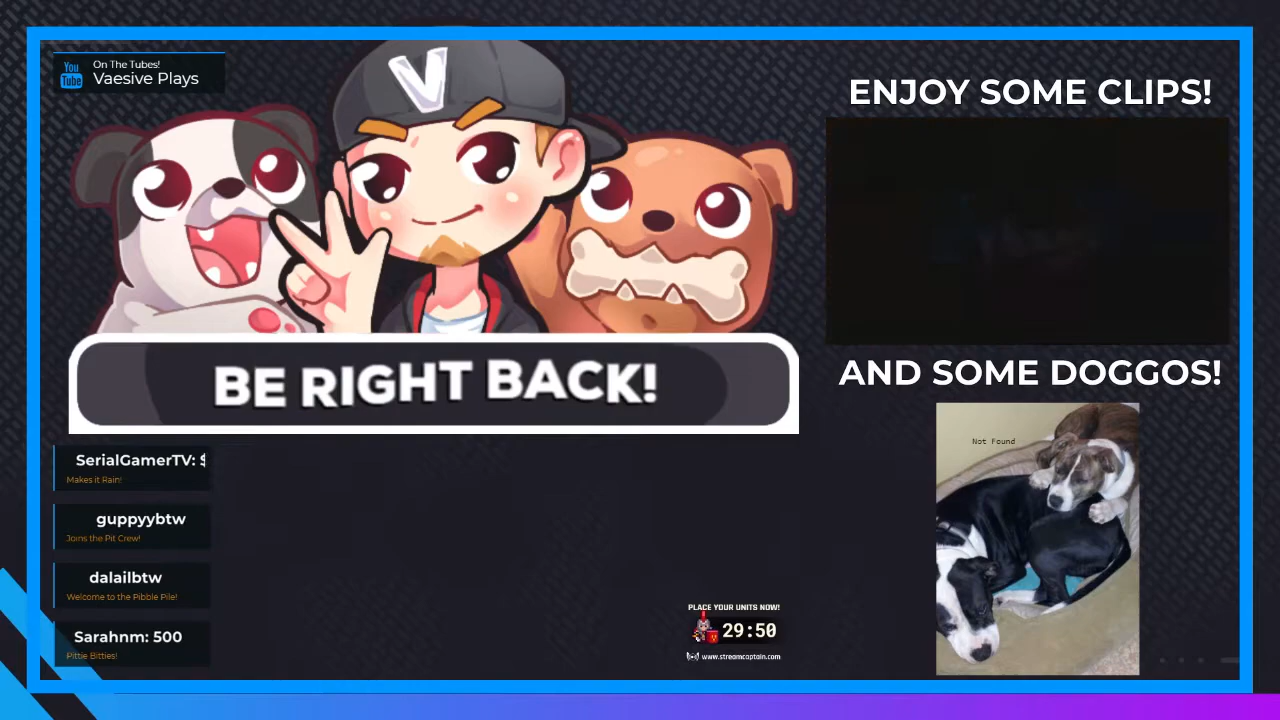 You
Tube
On The Tubes!
Vaesive Plays
V
BE RIGHT BACK!
ENJOY SOME CLIPS!
AND SOME DOGGOS!
Not Found
SerialGamerTV: $
Makes it Rain!
guppyybtw
Joins the Pit Crew!
dalailbtw
Welcome to the Pibble Pile!
Sarahnm: 500
Pittie Bitties!
PLACE YOUR UNITS NOW!
29:50
www.streamcaptain.com